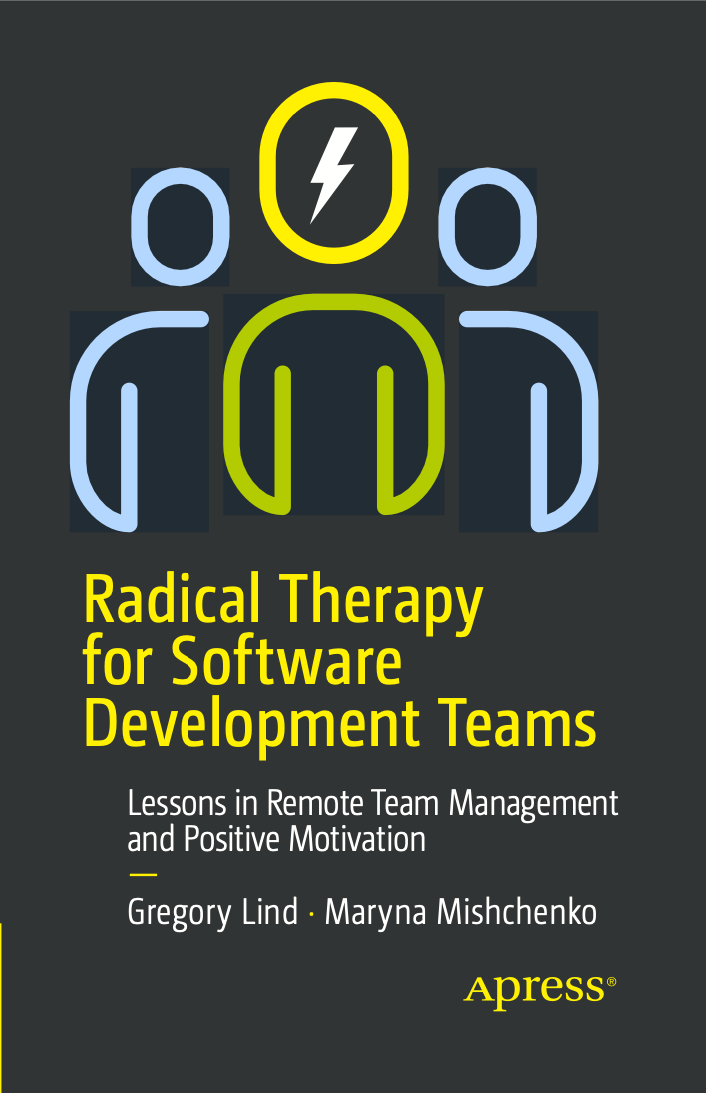 Radical Therapy
for Software
Development Teams
Lessons in Remote Team Management
and Positive Motivation
—
Gregory Lind · Maryna Mishchenko
Apress®